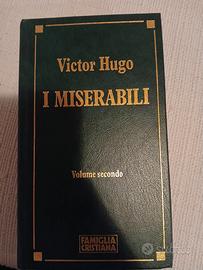 Victor Hugo
I MISERABILI
Volume secondo
FAMIGLIA
CRISTIANA